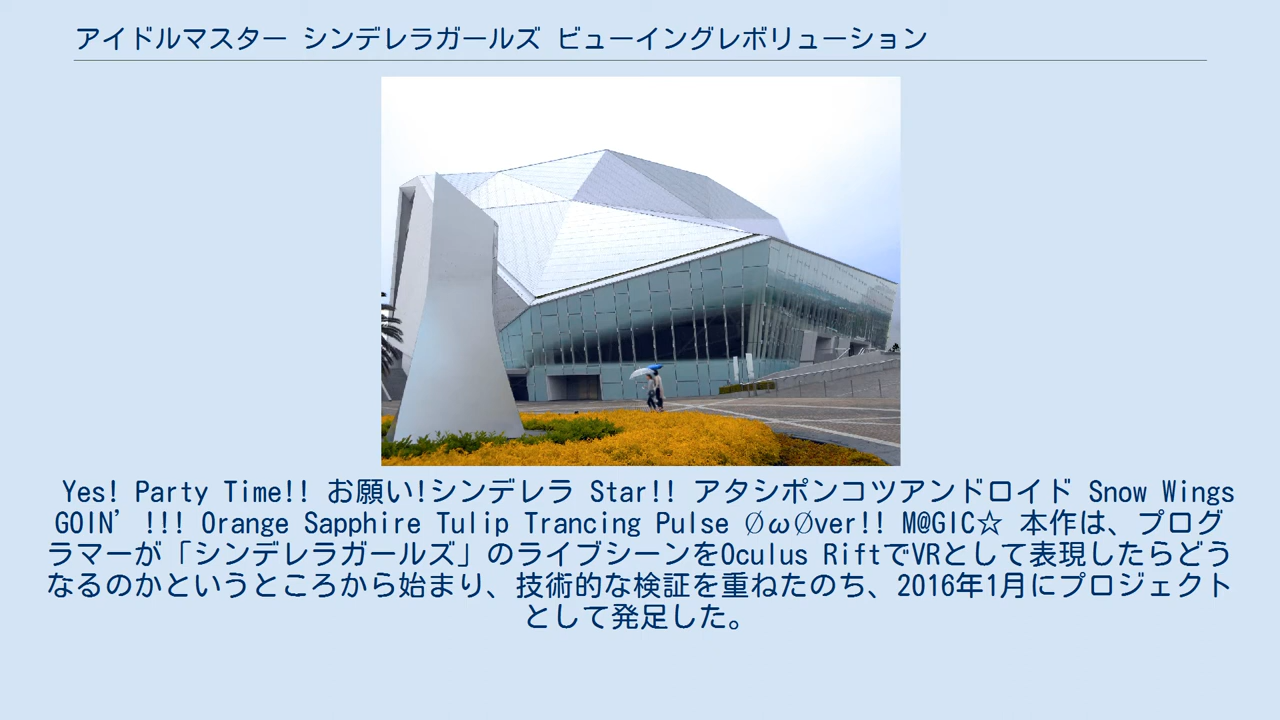 アイドルマスター シンデレラガールズ ビューイングレボリューション
Yes! Party Time!! お願い!シンデレラ Star!! アタシポンコツアンドロイド Snow Wings
GOIN’!!! Orange Sapphire Tulip Trancing Pulse ∅ω∅ver!! M@GIC☆ 本作は、プログ
ラマーが「シンデレラガールズ」のライブシーンをOculus RiftでVRとして表現したらどう
なるのかというところから始まり、技術的な検証を重ねたのち、2016年1月にプロジェクト
として発足した。